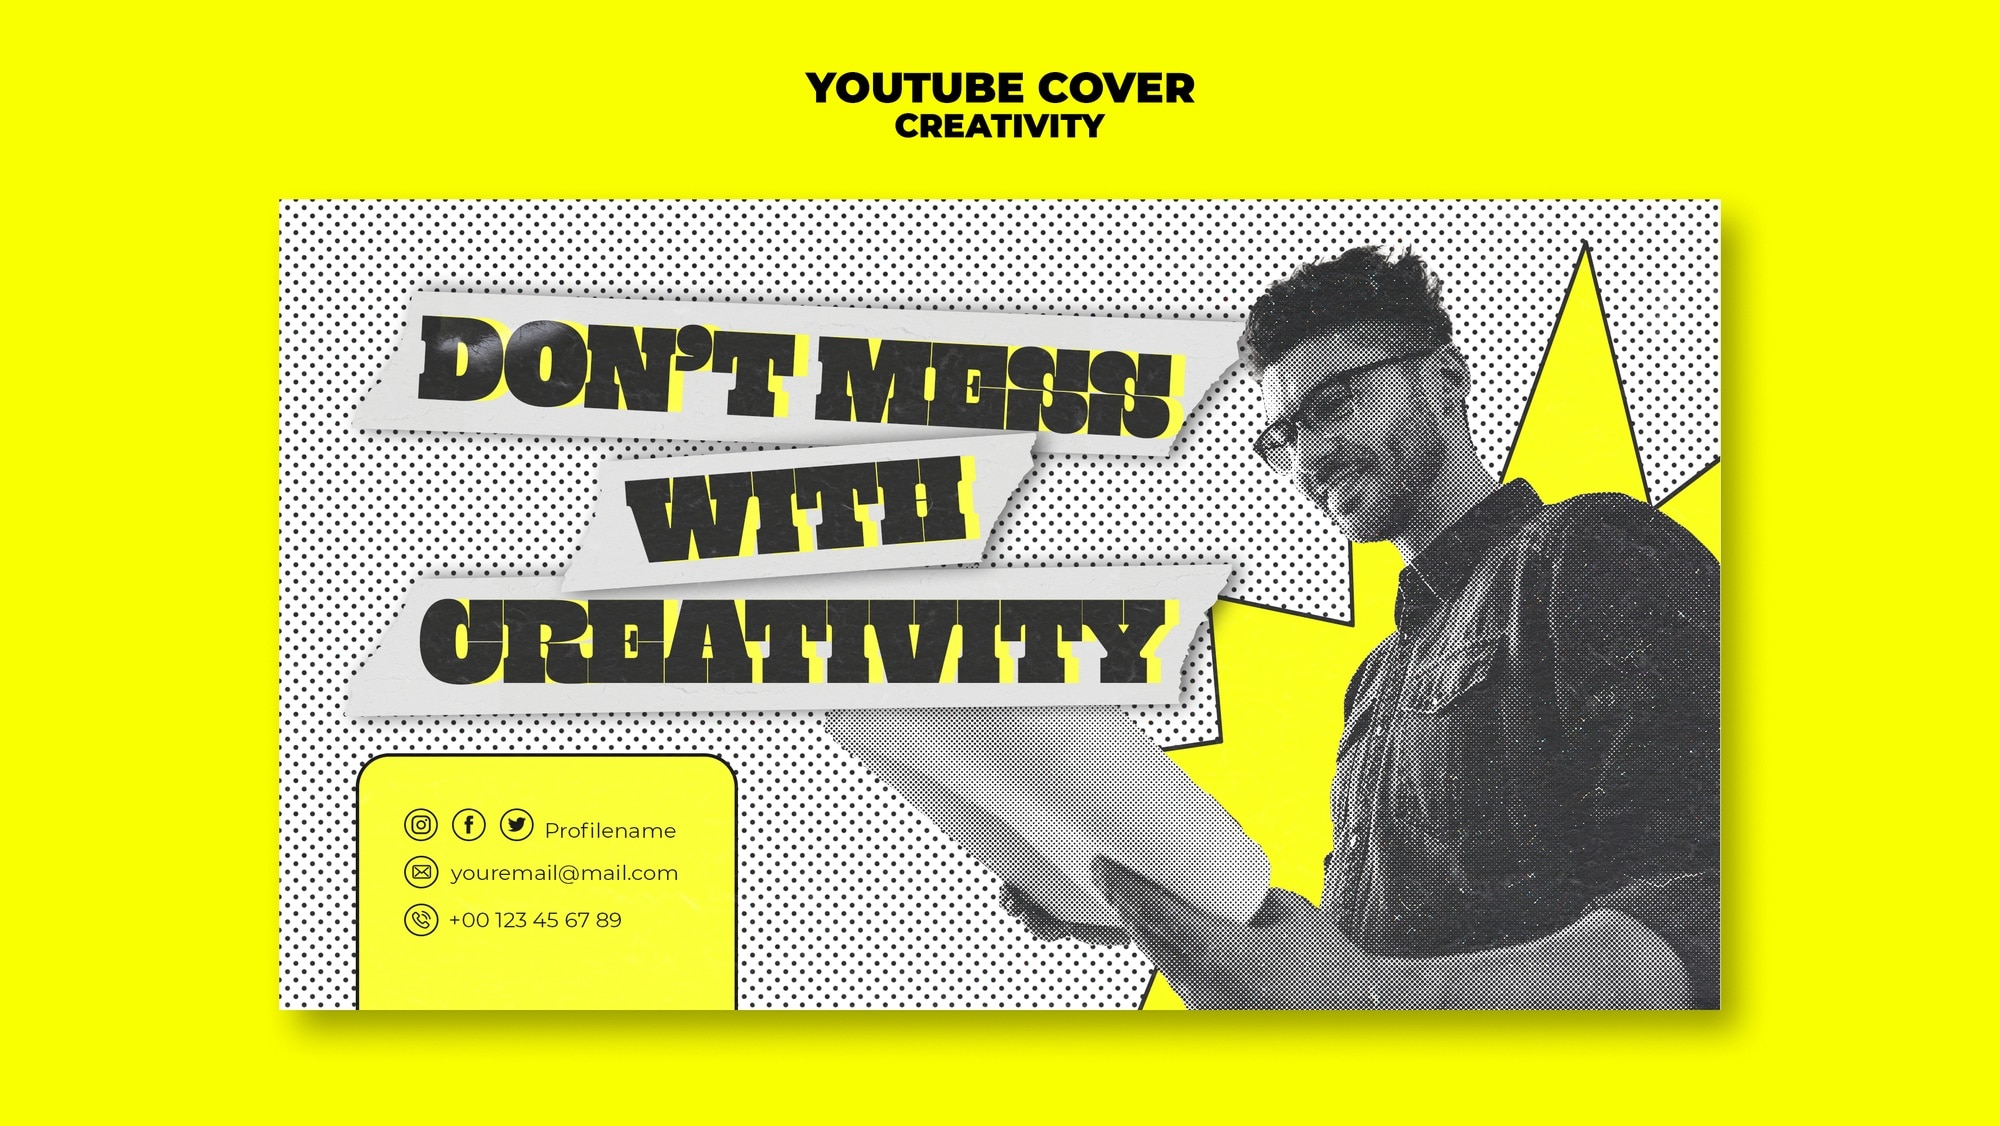 YOUTUBE COVER
CREATIVITY
DON'T MESS
WITH
CREATIVITY
Profilename
youremail@mail.com
+00 123 45 67 89